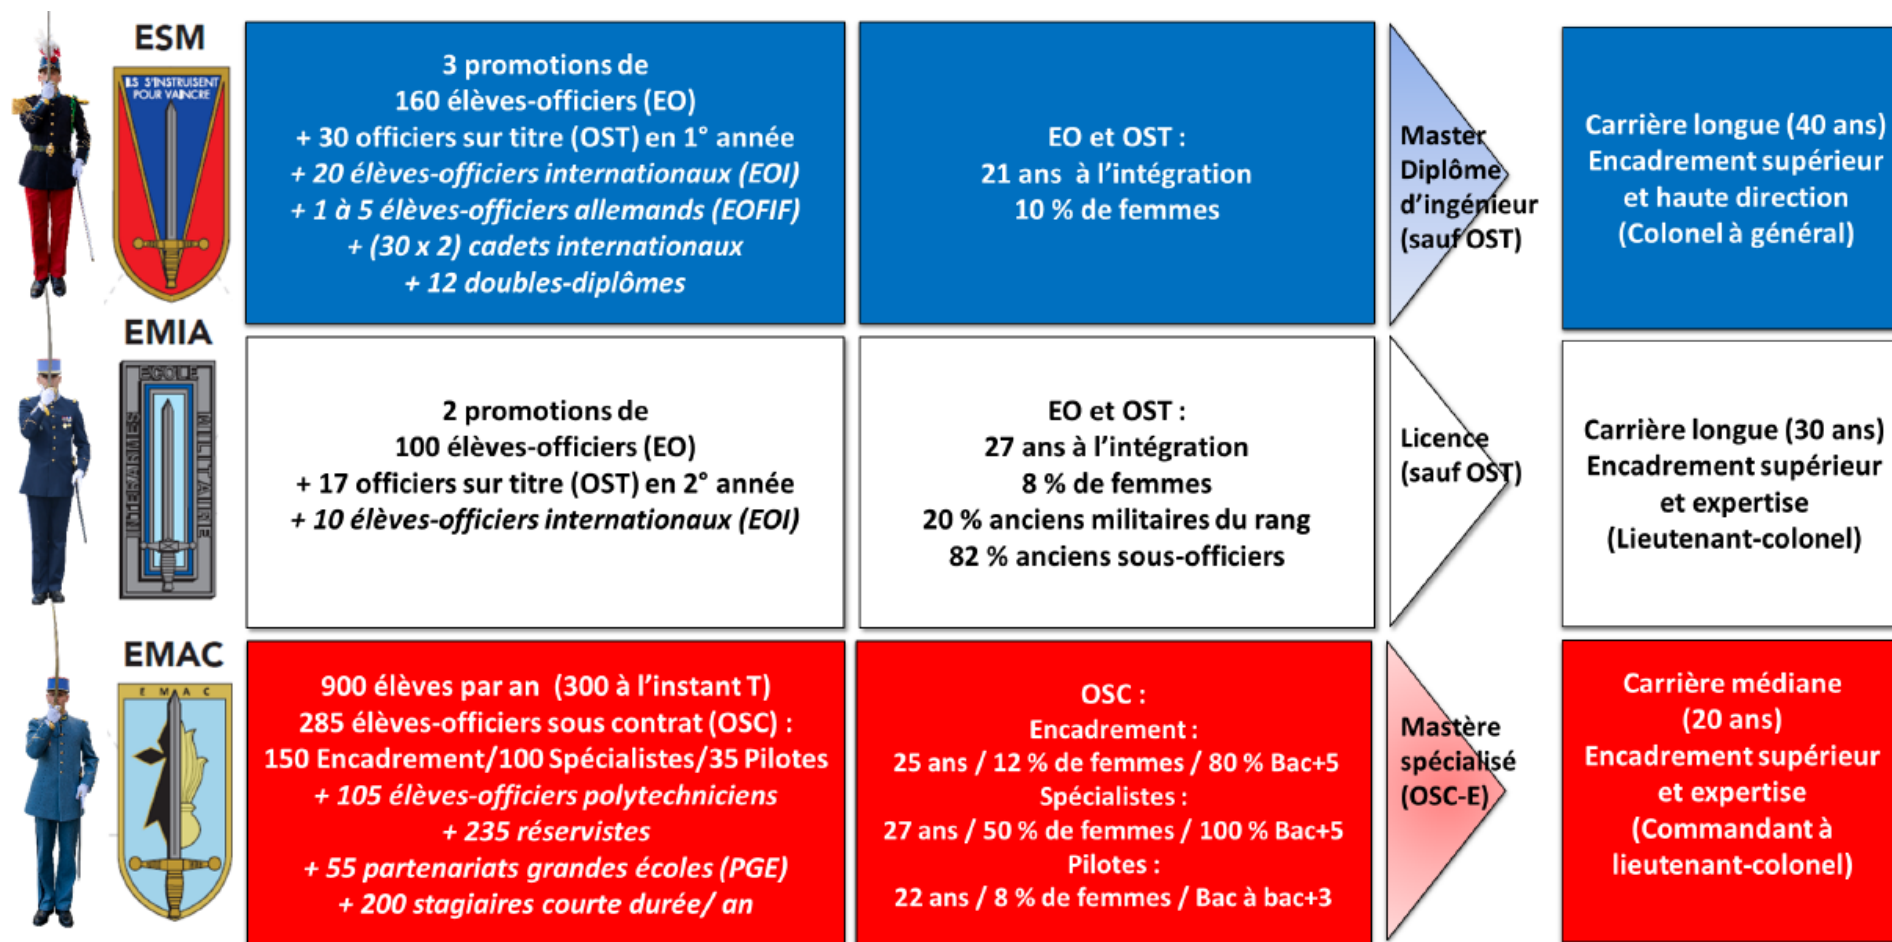 ESM
ILS S'INSTRUISENT
POUR VAINCRE
3 promotions de
160 élèves-officiers (EO)
+ 30 officiers sur titre (OST) en 1° année
+ 20 élèves-officiers internationaux (EOI)
+ 1 à 5 élèves-officiers allemands (EOFIF)
+ (30 x 2) cadets internationaux
+ 12 doubles-diplômes
EO et OST :
21 ans à l'intégration
10 % de femmes
Master
Diplôme
d'ingénieur
(sauf OST)
Carrière longue (40 ans)
Encadrement supérieur
et haute direction
(Colonel à général)
EMIA
ECOLE
INTERARMES
MILITAIRE
2 promotions de
100 élèves-officiers (EO)
+ 17 officiers sur titre (OST) en 2° année
+ 10 élèves-officiers internationaux (EOI)
EO et OST :
27 ans à l'intégration
8 % de femmes
20 % anciens militaires du rang
82 % anciens sous-officiers
Licence
(sauf OST)
Carrière longue (30 ans)
Encadrement supérieur
et expertise
(Lieutenant-colonel)
EMAC
E M A C
900 élèves par an (300 à l'instant T)
285 élèves-officiers sous contrat (OSC) :
150 Encadrement/100 Spécialistes/35 Pilotes
+ 105 élèves-officiers polytechniciens
+ 235 réservistes
+ 55 partenariats grandes écoles (PGE)
+ 200 stagiaires courte durée/ an
OSC :
Encadrement :
25 ans / 12 % de femmes / 80 % Bac+5
Spécialistes :
27 ans / 50 % de femmes / 100 % Bac+5
Pilotes :
22 ans / 8 % de femmes / Bac à bac+3
Mastère
spécialisé
(OSC-E)
Carrière médiane
(20 ans)
Encadrement supérieur
et expertise
(Commandant à
lieutenant-colonel)